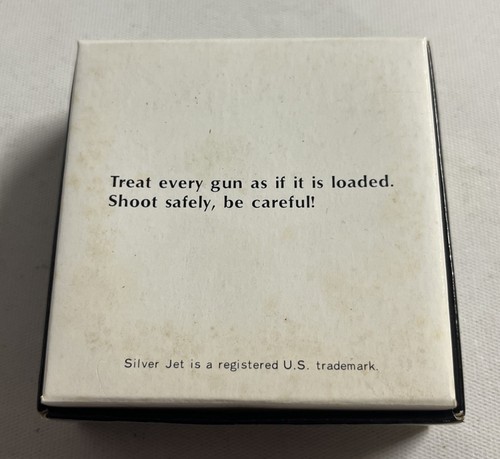 Treat every gun as if it is loaded.
Shoot safely, be careful!
Silver Jet is a registered U.S. trademark.